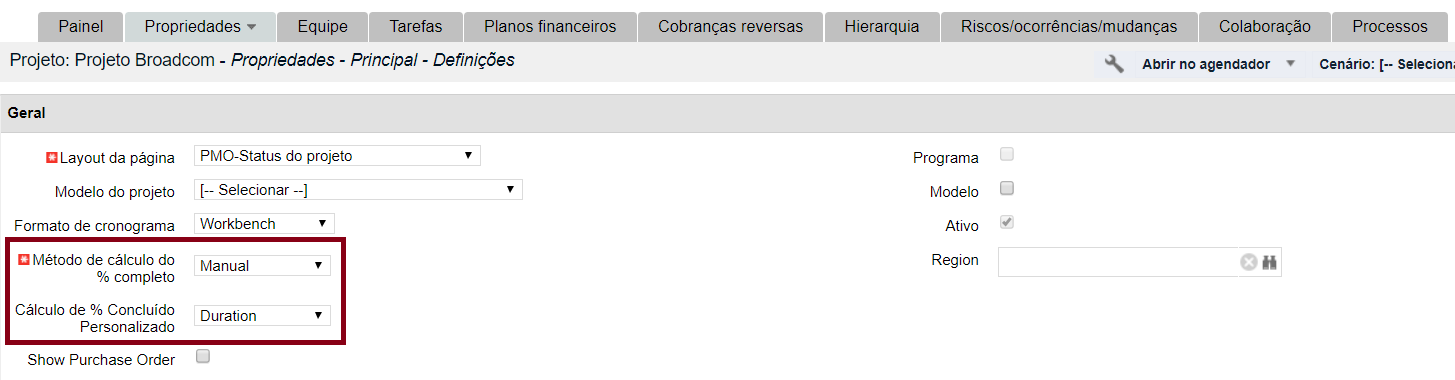 Painel Propriedades Equipe Tarefas Planos financeiros Cobranças reversas Hierarquia Riscos/ocorrências/mudanças Colaboração Processos
Projeto: Projeto Broadcom - Propriedades - Principal - Definições Abrir no agendador Cenário: [-- Seleciona
Geral
Layout da página PMO-Status do projeto Programa
Modelo do projeto [-- Selecionar --] Modelo
Formato de cronograma Workbench Ativo
Método de cálculo do Manual Region
% completo
Cálculo de % Concluído Duration
Personalizado
Show Purchase Order